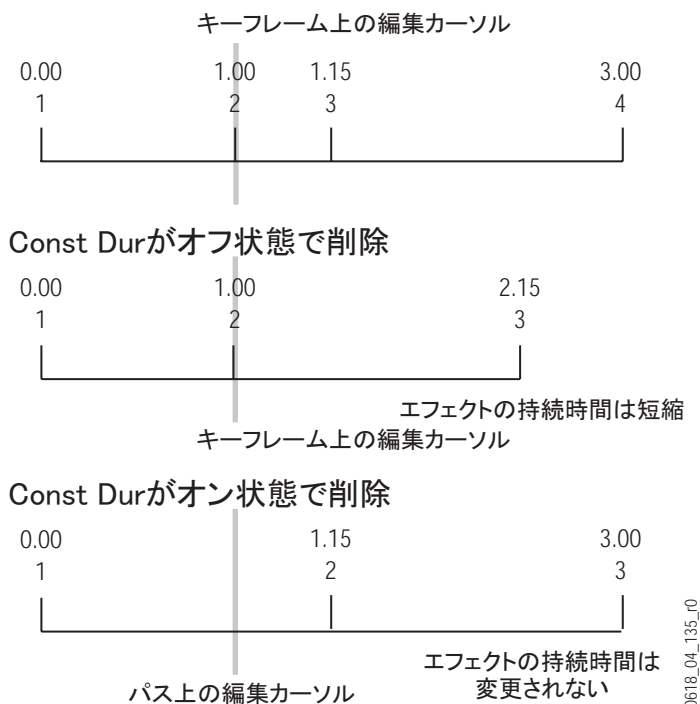 キーフレーム上の編集カーソル
0.00 1.00 1.15 3.00
1 2 3 4
Const Durがオフ状態で削除
0.00 1.00 2.15
1 2 3
エフェクトの持続時間は短縮
キーフレーム上の編集カーソル
Const Durがオン状態で削除
0.00 1.15 3.00
1 2 3
エフェクトの持続時間は
変更されない
パス上の編集カーソル
0618_04_135_r0